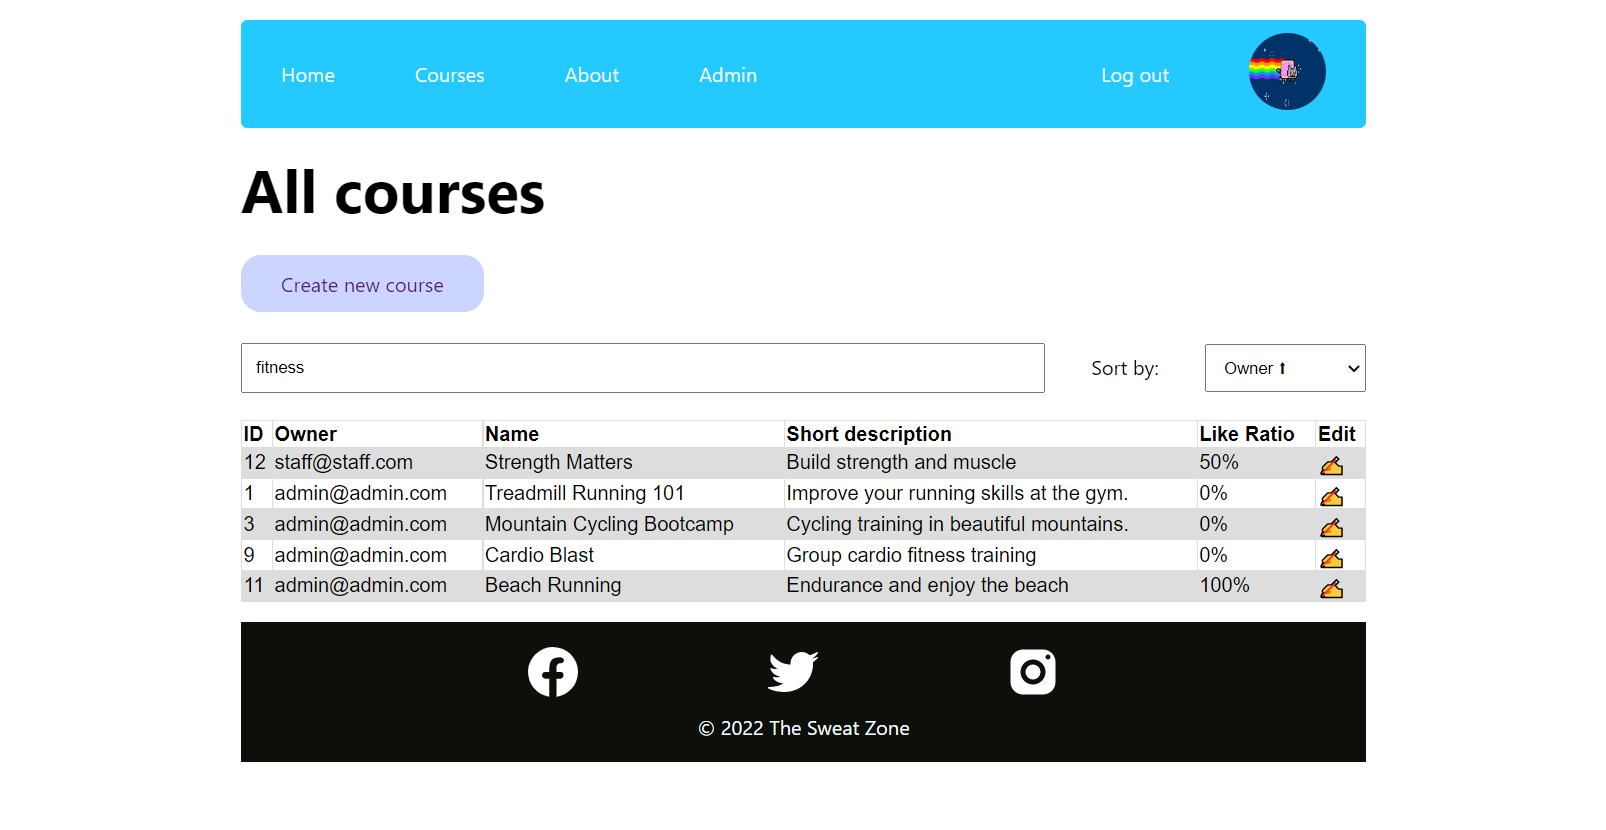 Home Courses About Admin Log out
All courses
Create new course
fitness Sort by: Owner ⬆
ID Owner Name Short description Like Ratio Edit
12 staff@staff.com Strength Matters Build strength and muscle 50%
1 admin@admin.com Treadmill Running 101 Improve your running skills at the gym. 0%
3 admin@admin.com Mountain Cycling Bootcamp Cycling training in beautiful mountains. 0%
9 admin@admin.com Cardio Blast Group cardio fitness training 0%
11 admin@admin.com Beach Running Endurance and enjoy the beach 100%
© 2022 The Sweat Zone